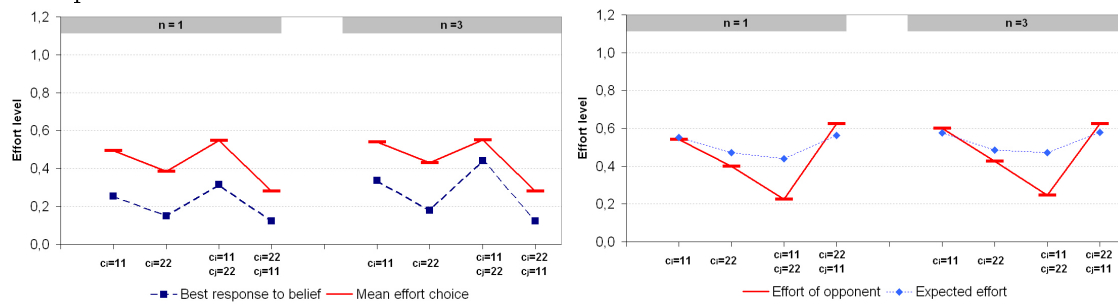 n = 1
n =3
1,2
1,0
0,8
0,6
0,4
0,2
0,0
Effort level
cᵢ=11
cᵢ=22
cᵢ=11
cⱼ=22
cᵢ=22
cⱼ=11
cᵢ=11
cᵢ=22
cᵢ=11
cⱼ=22
cᵢ=22
cⱼ=11
Best response to belief
Mean effort choice
n = 1
n =3
1,2
1,0
0,8
0,6
0,4
0,2
0,0
Effort level
cᵢ=11
cᵢ=22
cᵢ=11
cⱼ=22
cᵢ=22
cⱼ=11
cᵢ=11
cᵢ=22
cᵢ=11
cⱼ=22
cᵢ=22
cⱼ=11
Effort of opponent
Expected effort